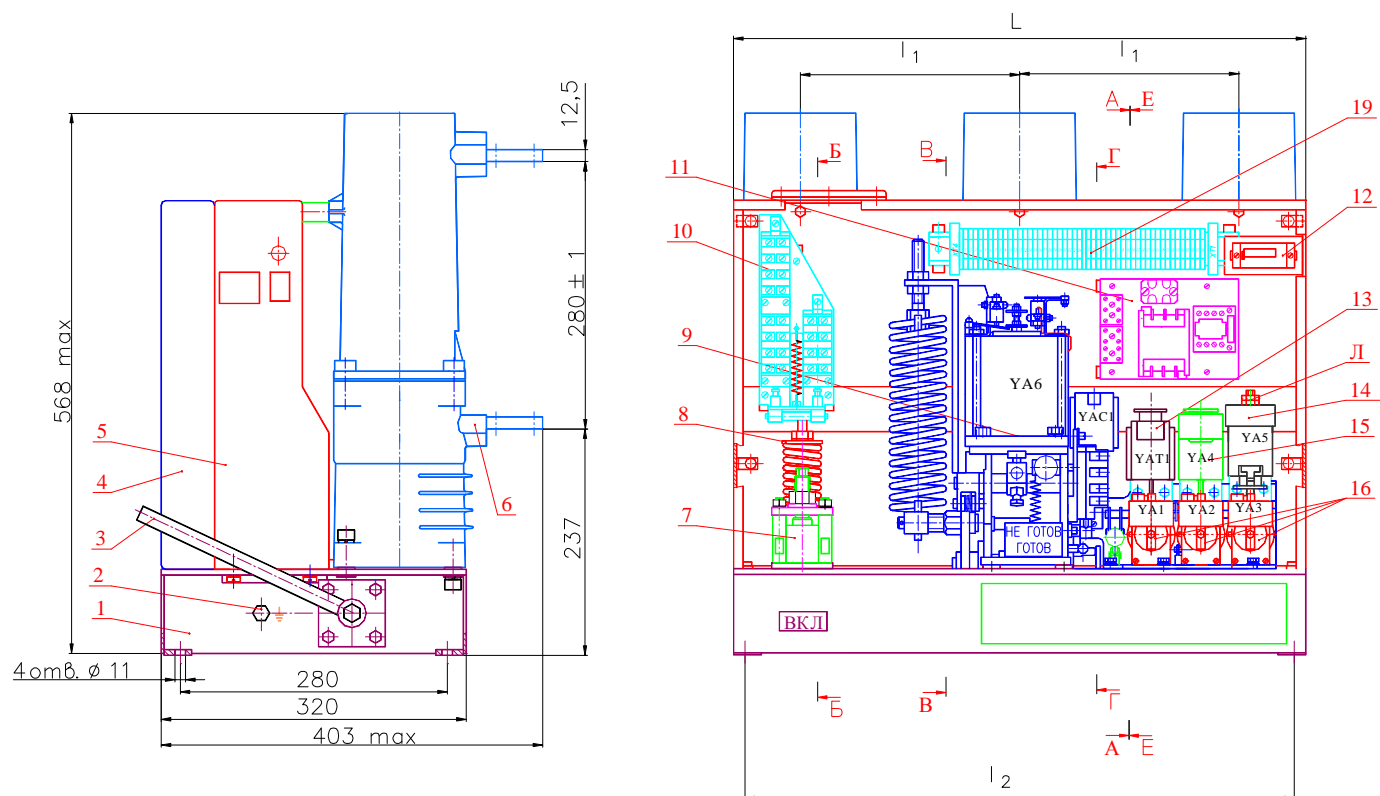 L
l1
l1
12,5
А Е
19
Б
В
Г
11
12
10
568 max
280 ± 1
13
9
YA6
Л
YAC1
14
8
YAT1
YA4
YA5
15
5
4
6
16
YA1
YA2
YA3
7
3
НЕ ГОТОВ
ГОТОВ
237
2
1
ВКЛ
4отв. ⌀ 11
280
320
403 max
Б
В
Г
А Е
l2